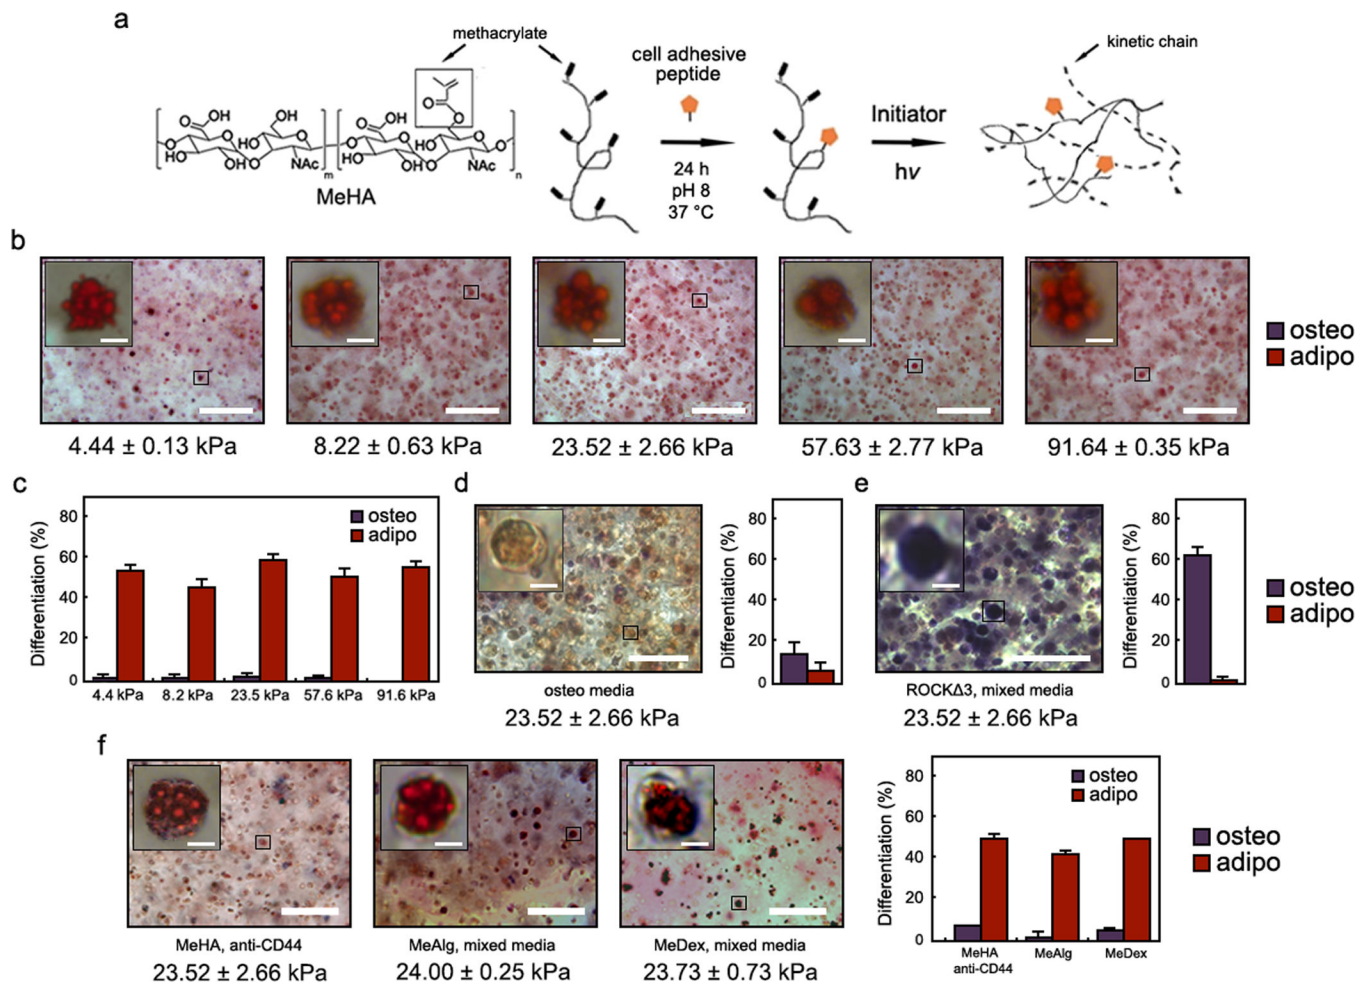 a
methacrylate
cell adhesive
peptide
24 h
pH 8
37 °C
Initiator
hv
kinetic chain
OH
O
O
OH
HO
O
HO
OH
O
HO
NAc
m
O
OH
HO
O
HO
OH
O
HO
NAc
O
n
MeHA
b
4.44 ± 0.13 kPa
8.22 ± 0.63 kPa
23.52 ± 2.66 kPa
57.63 ± 2.77 kPa
91.64 ± 0.35 kPa
osteo
adipo
c
Differentiation (%)
80
60
40
20
0
osteo
adipo
4.4 kPa
8.2 kPa
23.5 kPa
57.6 kPa
91.6 kPa
d
osteo media
23.52 ± 2.66 kPa
Differentiation (%)
80
60
40
20
0
e
ROCKΔ3, mixed media
23.52 ± 2.66 kPa
Differentiation (%)
80
60
40
20
0
osteo
adipo
f
MeHA, anti-CD44
23.52 ± 2.66 kPa
MeAlg, mixed media
24.00 ± 0.25 kPa
MeDex, mixed media
23.73 ± 0.73 kPa
Differentiation (%)
80
60
40
20
0
osteo
adipo
MeHA
anti-CD44
MeAlg
MeDex
osteo
adipo